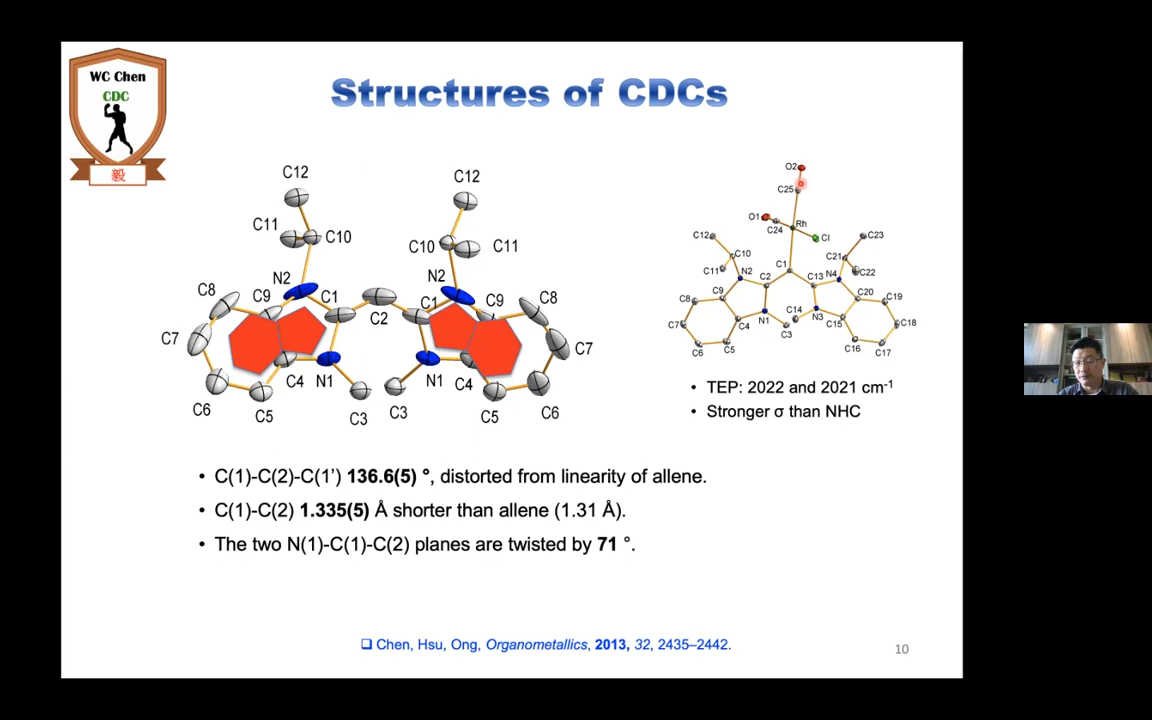 WC Chen
CDC
毅
Structures of CDCs
C12
C11
C10
N2
C8
C9
C1
C7
C2
C6
C5
C4
N1
C3
C12
C10
C11
N2
C1
C9
C8
C7
N1
C4
C3
C5
C6
O2
C25
O1
C24
Rh
Cl
C12
C23
C10
C1
C21
C11
N2
C2
C13
N4
C22
C8
C9
C20
C19
C7
C4
N1
C14
N3
C15
C18
C3
C6
C5
C16
C17
• TEP: 2022 and 2021 cm-1
• Stronger σ than NHC
• C(1)-C(2)-C(1’) 136.6(5) °, distorted from linearity of allene.
• C(1)-C(2) 1.335(5) Å shorter than allene (1.31 Å).
• The two N(1)-C(1)-C(2) planes are twisted by 71 °.
❑ Chen, Hsu, Ong, Organometallics, 2013, 32, 2435–2442.
10